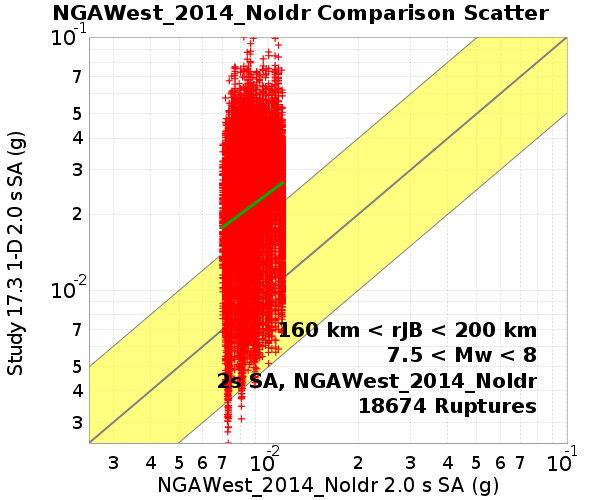 NGAWest_2014_NoIdr Comparison Scatter
Study 17.3 1-D 2.0 s SA (g)
10-1
7
5
4
3
2
10-2
7
5
4
3
160 km < rJB < 200 km
7.5 < Mw < 8
2s SA, NGAWest_2014_NoIdr
18674 Ruptures
3 4 5 6 7 10-2 2 3 4 5 6 7 10-1
NGAWest_2014_NoIdr 2.0 s SA (g)